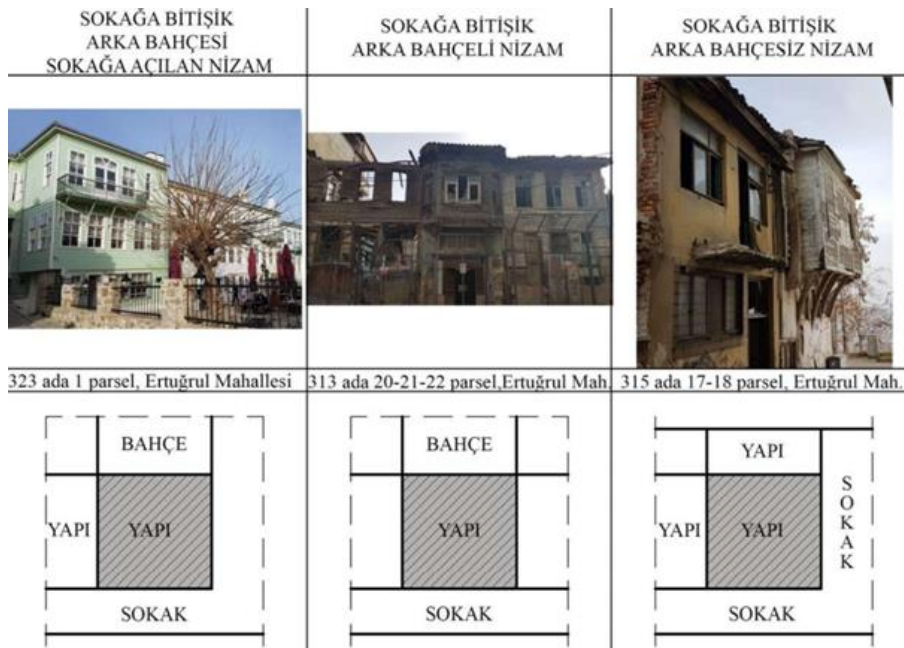 SOKAĞA BİTİŞİK
ARKA BAHÇESİ
SOKAĞA AÇILAN NİZAM
SOKAĞA BİTİŞİK
ARKA BAHÇELİ NİZAM
SOKAĞA BİTİŞİK
ARKA BAHÇESİZ NİZAM
323 ada 1 parsel, Ertuğrul Mahallesi
313 ada 20-21-22 parsel,Ertuğrul Mah.
315 ada 17-18 parsel, Ertuğrul Mah.
BAHÇE
YAPI
YAPI
SOKAK
BAHÇE
YAPI
SOKAK
YAPI
YAPI
YAPI
SOKAK
SOKAK